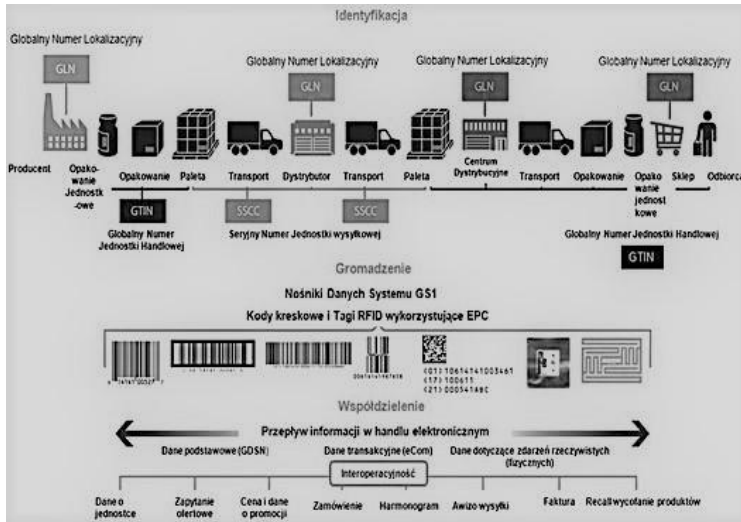 Identyfikacja
Globalny Numer Lokalizacyjny
GLN
Globalny Numer Lokalizacyjny
GLN
Globalny Numer Lokalizacyjny
GLN
Globalny Numer Lokalizacyjny
GLN
Producent
Opako-
wanie
Jednostk
-owe
Opakowanie
Paleta
Transport
Dystrybutor
Transport
Paleta
Centrum
Dystrybucyjne
Transport
Opakowanie
Opako
wanie
jednost
kowe
Sklep
Odbiorca
GTIN
Globalny Numer
Jednostki Handlowej
SSCC
SSCC
Seryjny Numer Jednostki wysyłkowej
Globalny Numer Jednostki Handlowej
GTIN
Gromadzenie
Nośniki Danych Systemu GS1
Kody kreskowe i Tagi RFID wykorzystujące EPC
(01) 10614141003461
(17) 100611
(21) 000541ABC
Współdzielenie
Przepływ informacji w handlu elektronicznym
Dane podstawowe (GDSN)
Dane transakcyjne (eCom)
Dane dotyczące zdarzeń rzeczywistych
(fizycznych)
Interoperacyjność
Dane o
jednostce
Zapytanie
ofertowe
Cena i dane
o promocji
Zamówienie
Harmonogram
Awizo wysyłki
Faktura
Recall wycofanie produktów